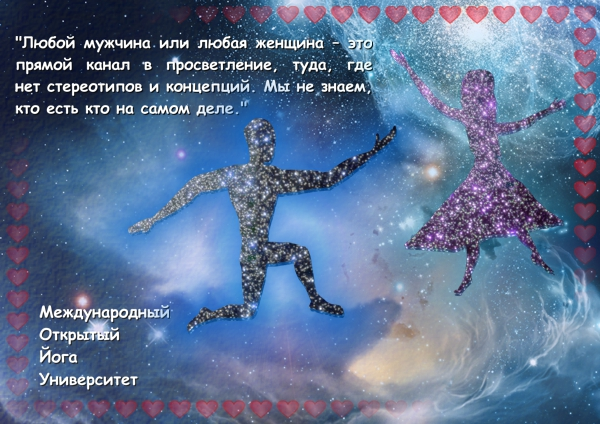 "Любой мужчина или любая женщина – это
прямой канал в просветление, туда, где
нет стереотипов и концепций. Мы не знаем,
кто есть кто на самом деле."
Международный
Открытый
Йога
Университет